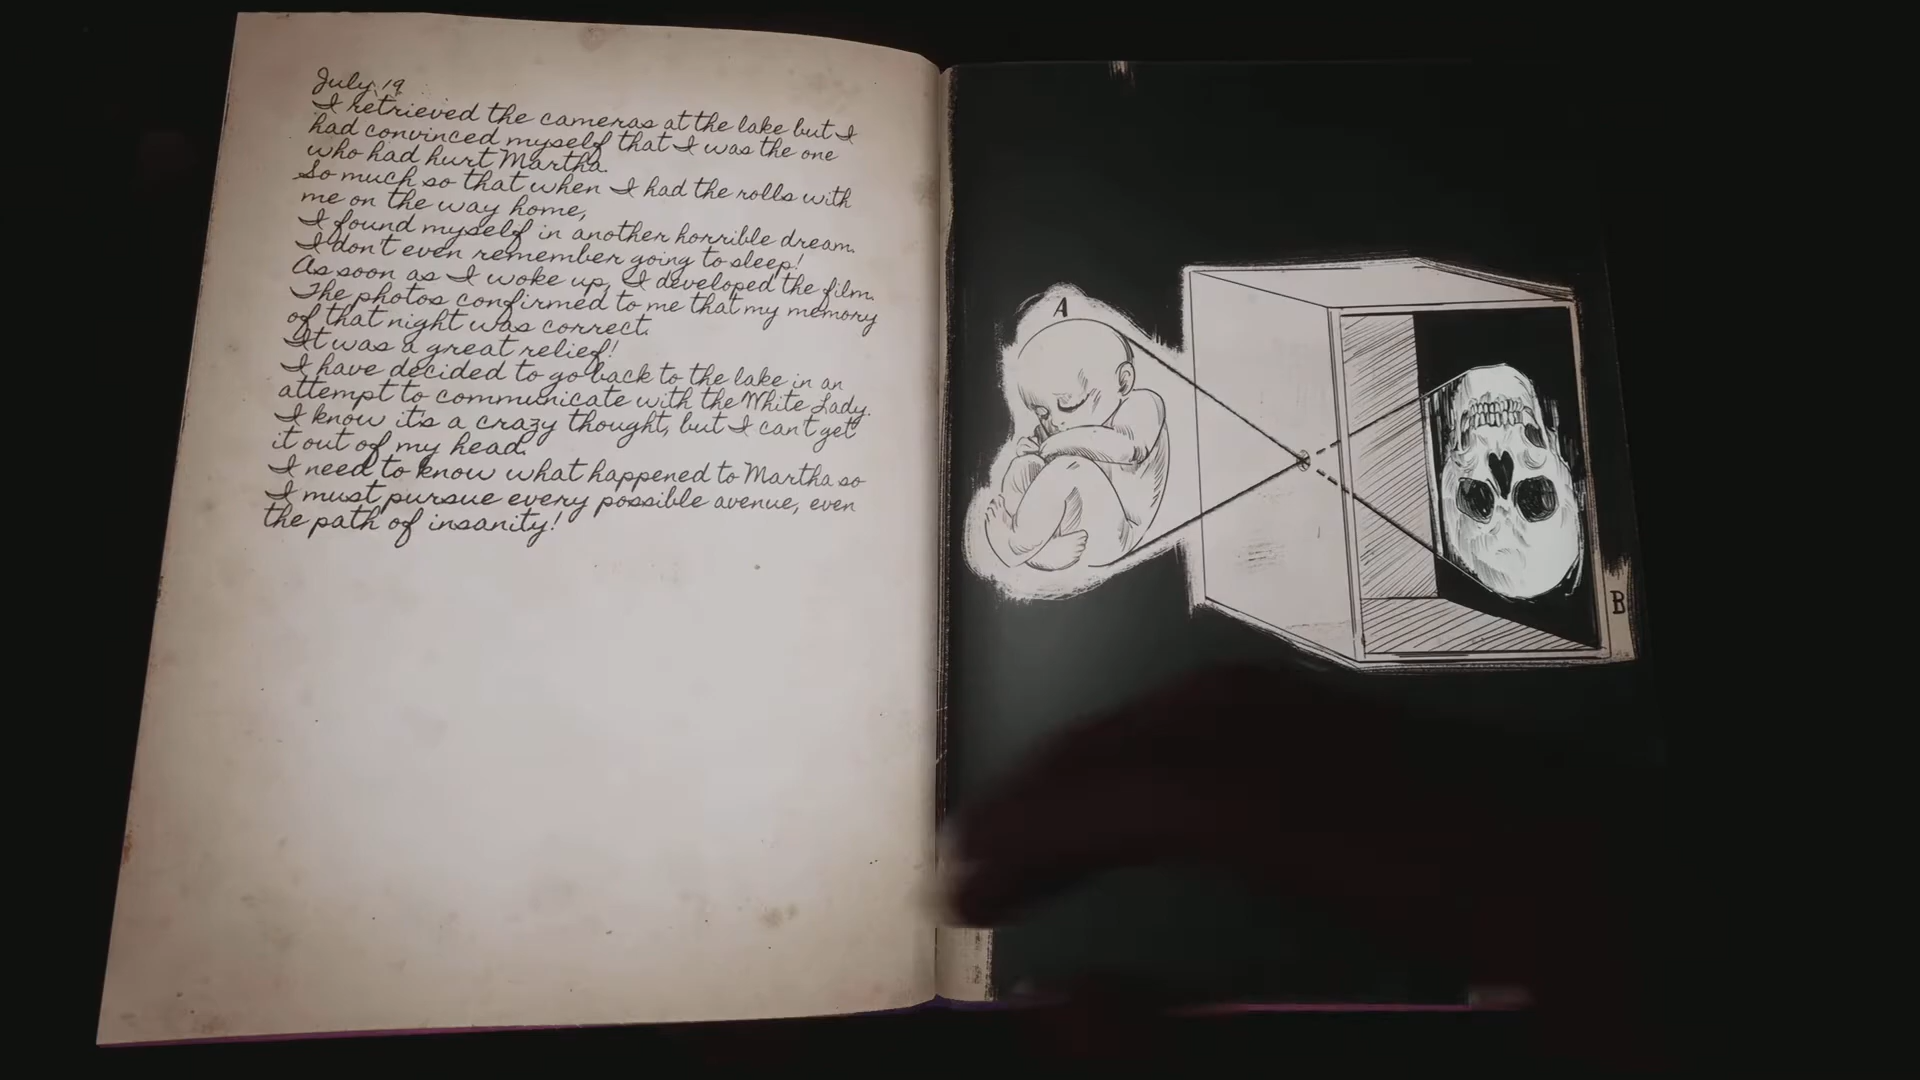 July 19
I retrieved the cameras at the lake but I
had convinced myself that I was the one
who had hurt Martha.
So much so that when I had the rolls with
me on the way home,
I found myself in another horrible dream.
I don't even remember going to sleep!
As soon as I woke up, I developed the film.
The photos confirmed to me that my memory
of that night was correct.
It was a great relief!
I have decided to go back to the lake in an
attempt to communicate with the White Lady.
I know it's a crazy thought, but I can't get
it out of my head.
I need to know what happened to Martha so
I must pursue every possible avenue, even
the path of insanity!
A
B